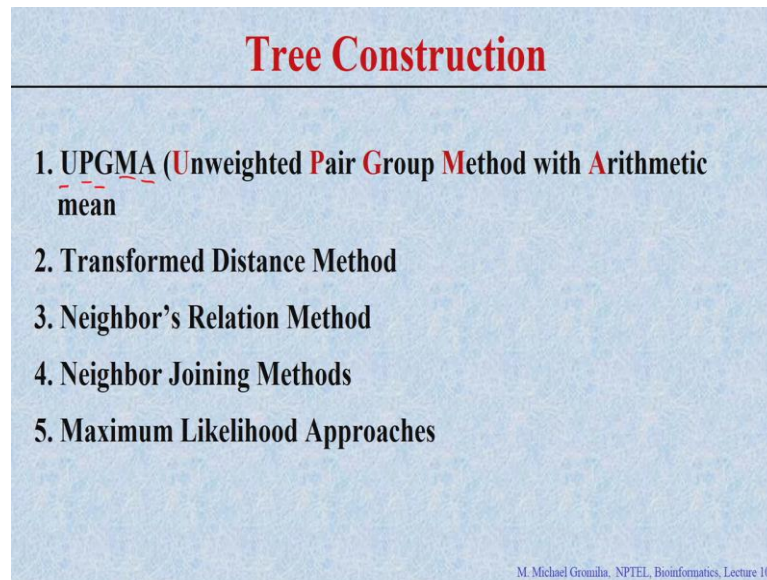 Tree Construction
1. UPGMA (Unweighted Pair Group Method with Arithmetic
mean
2. Transformed Distance Method
3. Neighbor's Relation Method
4. Neighbor Joining Methods
5. Maximum Likelihood Approaches
M. Michael Gromiha, NPTEL, Bioinformatics, Lecture 10